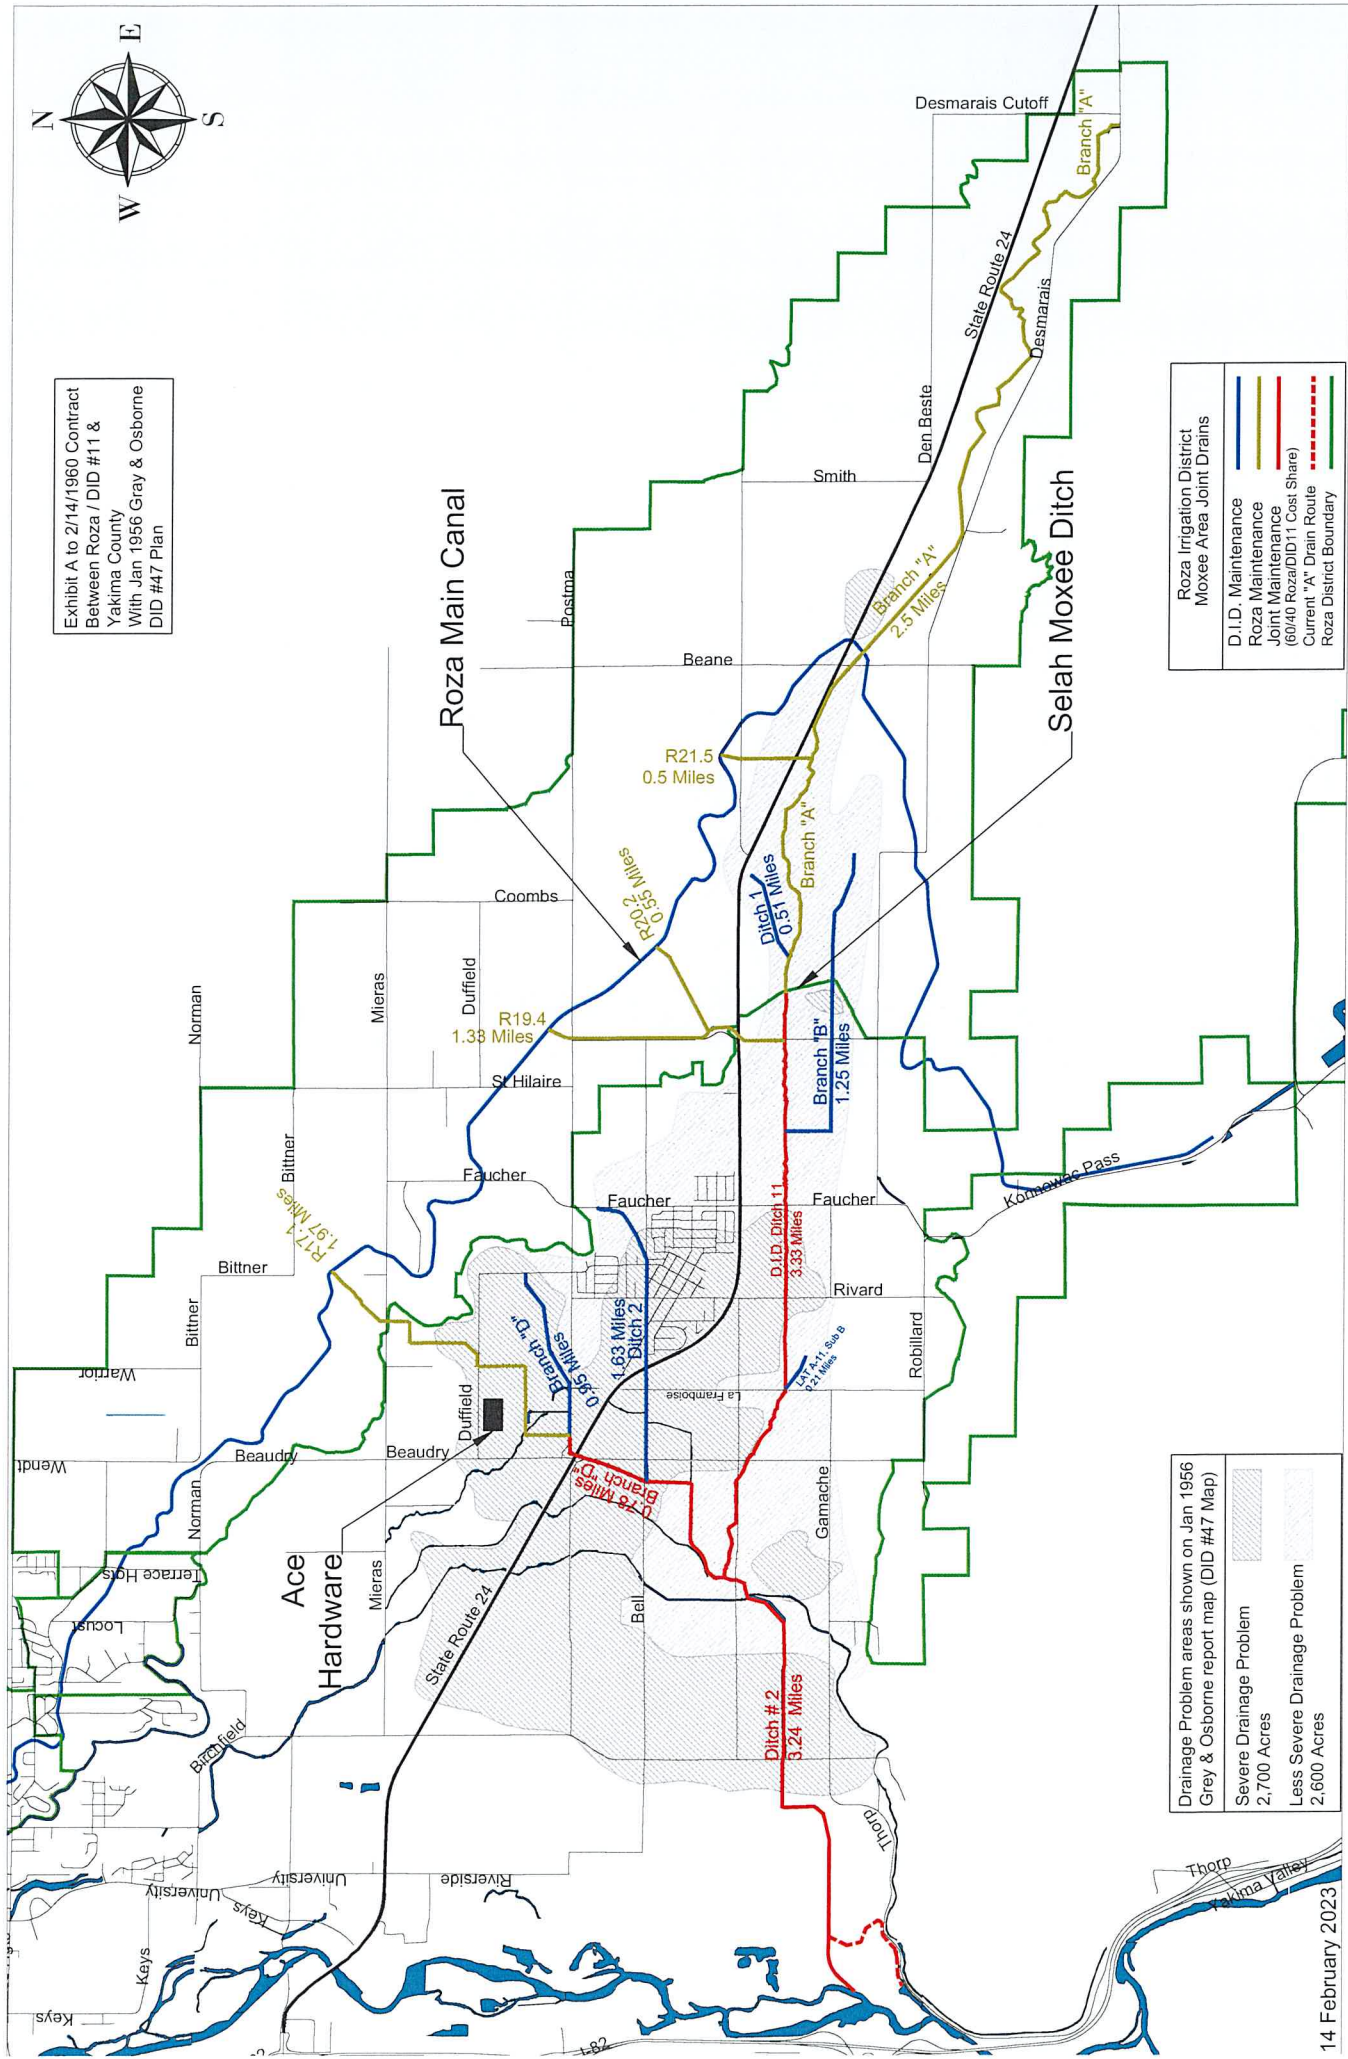 N
E
S
W
Exhibit A to 2/14/1960 Contract
Between Roza / DID #11 &
Yakima County
With Jan 1956 Gray & Osborne
DID #47 Plan
Roza Main Canal
Selah Moxee Ditch
Ace
Hardware
Desmarais Cutoff
Branch "A"
State Route 24
Desmarais
Den Beste
Smith
Postma
Beane
Branch "A"
2.5 Miles
R21.5
0.5 Miles
Branch "A"
Ditch 1
0.51 Miles
Coombs
R20.2
0.55 Miles
Duffield
Mieras
Norman
R19.4
1.33 Miles
St Hilaire
Branch "B"
1.25 Miles
Bittner
Faucher
Faucher
Faucher
Konnowac Pass
R17.1
1.97 Miles
Bittner
Bittner
D.I.D. Ditch 11
3.33 Miles
Rivard
Robillard
Branch "D"
0.95 Miles
1.63 Miles
Ditch 2
LAT A-11, Sub B
0.21 Miles
La Framboise
Warrior
Duffield
Beaudry
Beaudry
Wendt
Norman
0.78 Miles
Branch "D"
Gamache
Terrace Hgts
Locust
Mieras
State Route 24
Bell
Ditch # 2
3.24 Miles
Birchfield
Thorp
University
University
Riverside
Keys
Keys
Keys
I-82
Thorp
Yakima Valley
Roza Irrigation District
Moxee Area Joint Drains
D.I.D. Maintenance
Roza Maintenance
Joint Maintenance
(60/40 Roza/DID11 Cost Share)
Current "A" Drain Route
Roza District Boundary
Drainage Problem areas shown on Jan 1956
Grey & Osborne report map (DID #47 Map)
Severe Drainage Problem
2,700 Acres
Less Severe Drainage Problem
2,600 Acres
14 February 2023